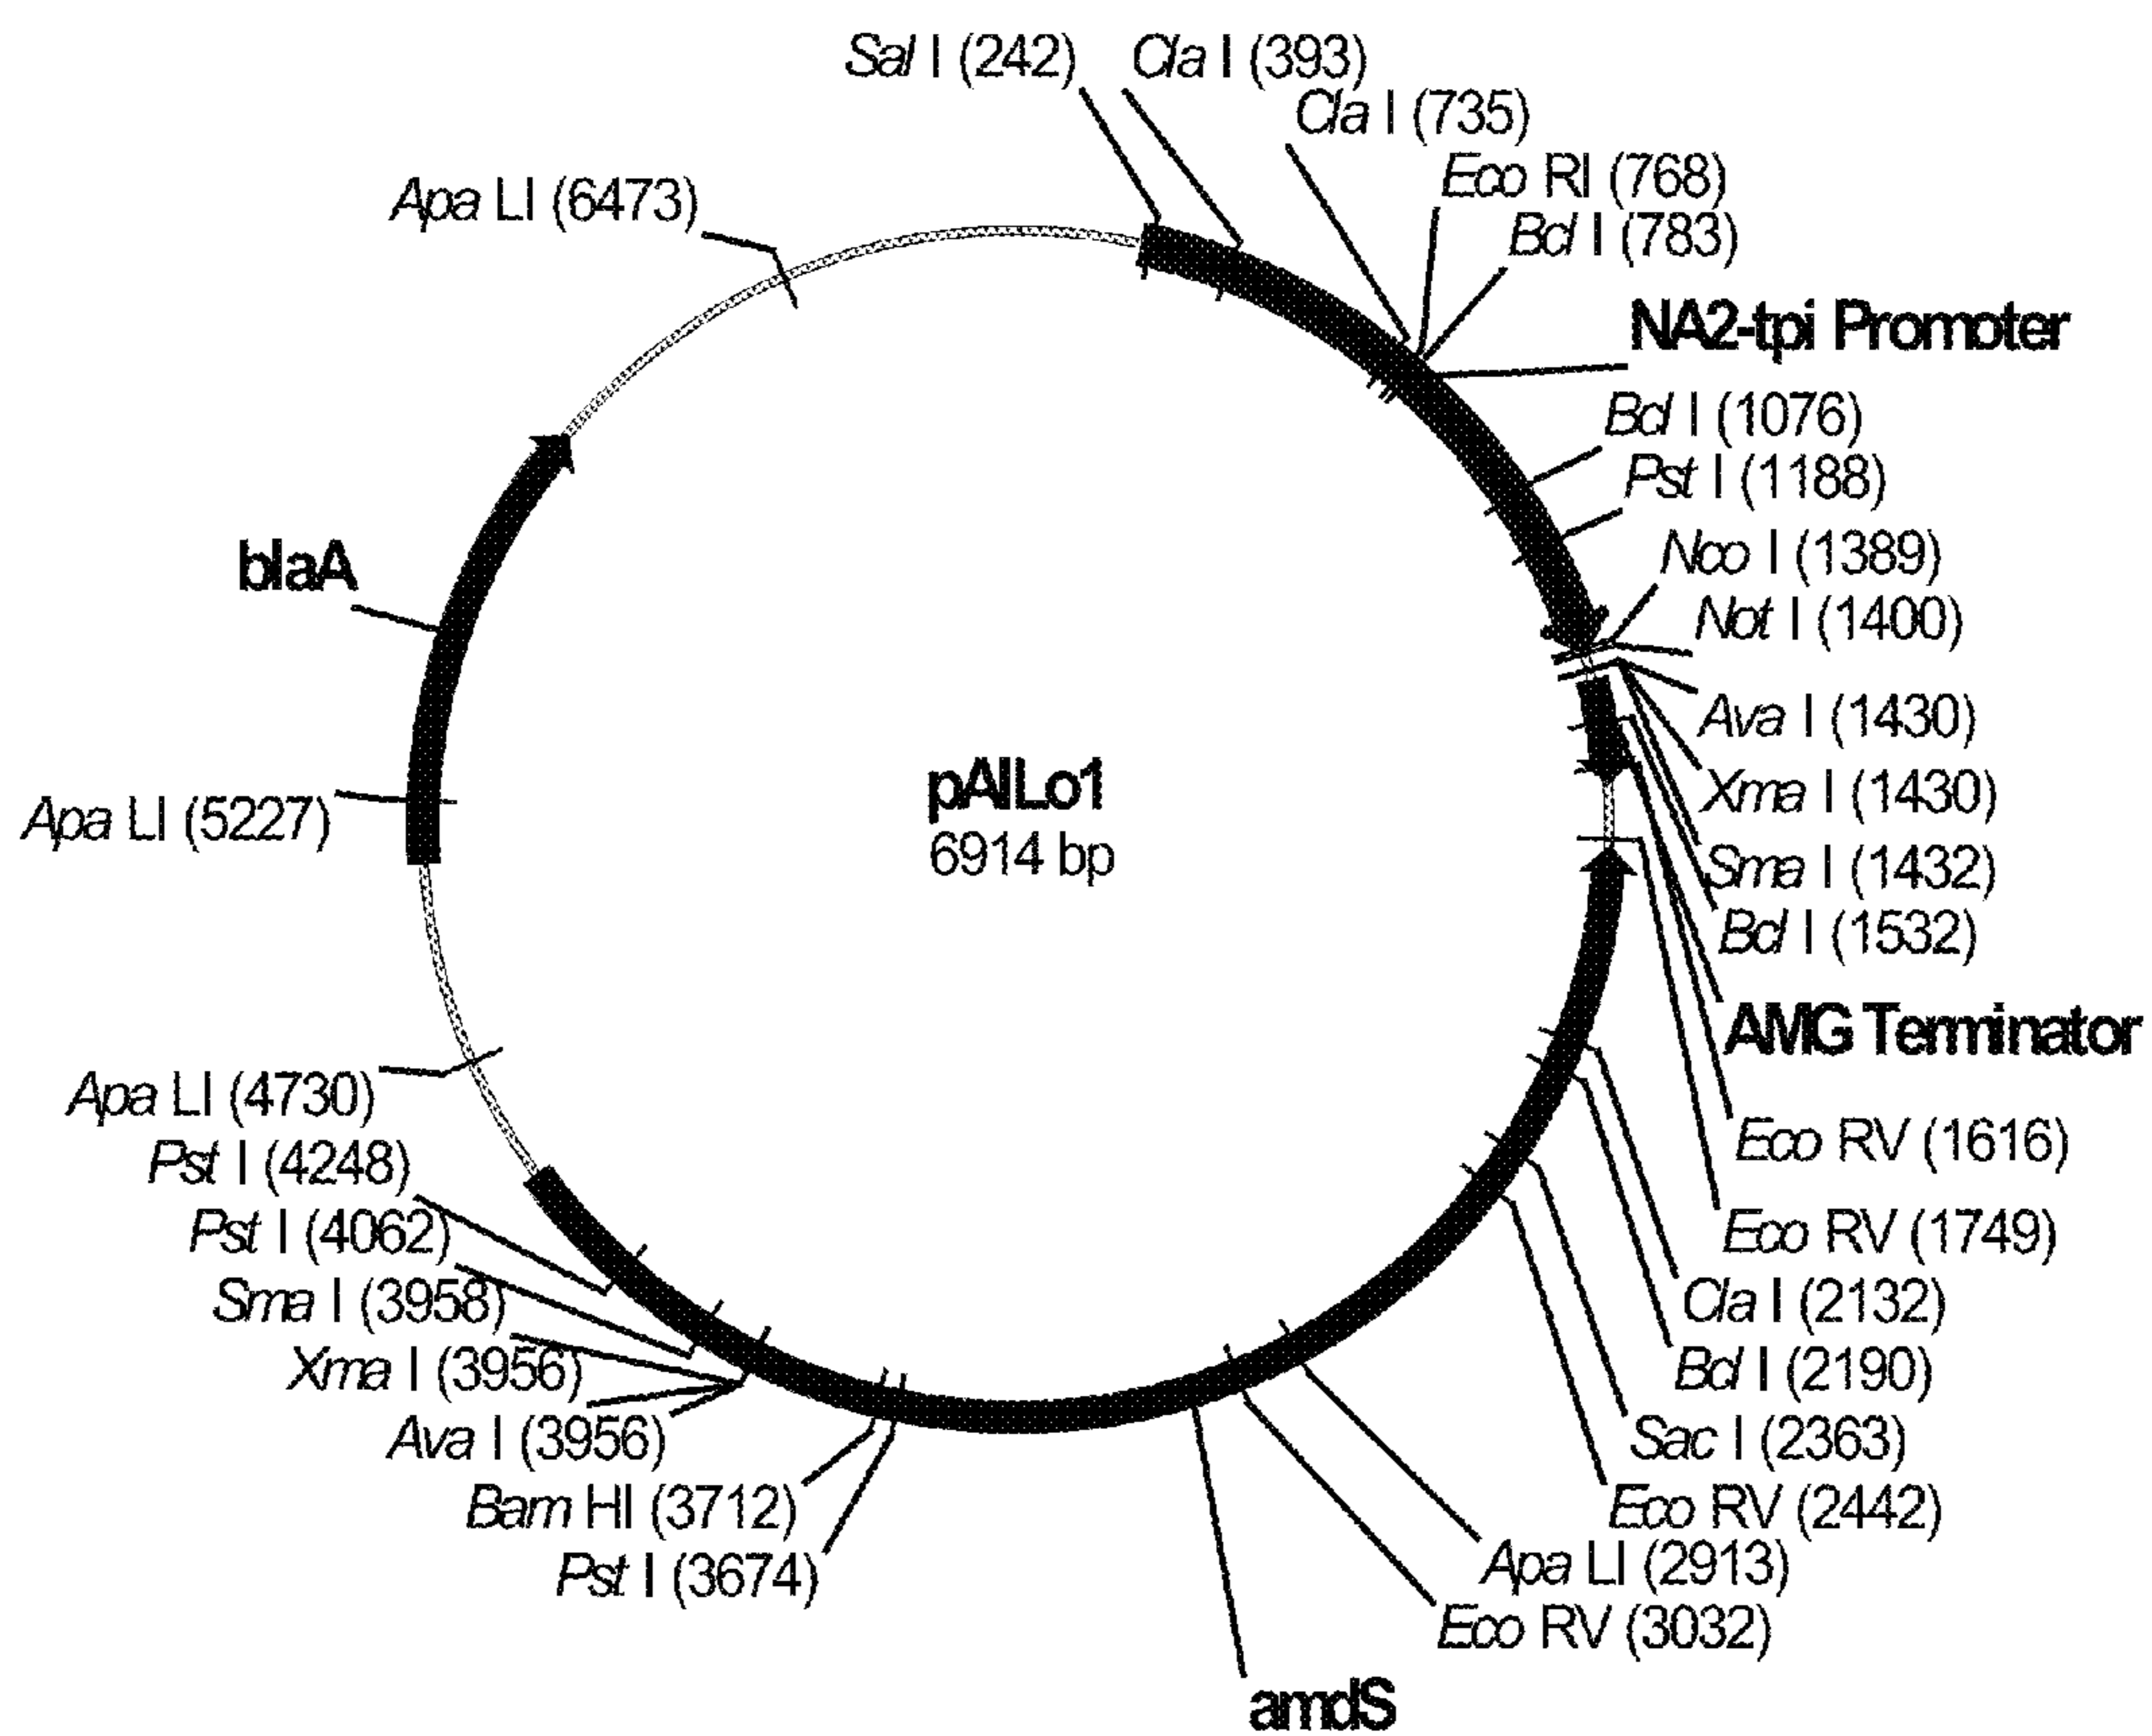 Sal I (242)
Cla I (393)
Cla I (735)
Eco RI (768)
Bcl I (783)
NA2-tpi Promoter
Bcl I (1076)
Pst I (1188)
Nco I (1389)
Not I (1400)
Ava I (1430)
Xma I (1430)
Sma I (1432)
Bcl I (1532)
AMG Terminator
Eco RV (1616)
Eco RV (1749)
Cla I (2132)
Bcl I (2190)
Sac I (2363)
Eco RV (2442)
Apa LI (2913)
Eco RV (3032)
amdS
Pst I (3674)
Bam HI (3712)
Ava I (3956)
Xma I (3956)
Sma I (3958)
Pst I (4062)
Pst I (4248)
Apa LI (4730)
Apa LI (5227)
blaA
Apa LI (6473)
pAILo1
6914 bp